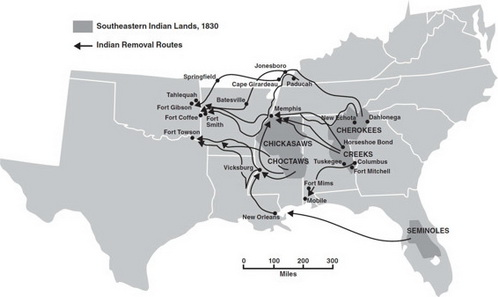 Southeastern Indian Lands, 1830
Indian Removal Routes
Jonesboro
Springfield
Cape Girardeau
Paducah
Tahlequah
Batesville
Fort Gibson
Memphis
Fort Coffee
Fort
Smith
New Echota
Dahlonega
CHEROKEES
Fort Towson
Horseshoe Bond
CHICKASAWS
CREEKS
CHOCTAWS
Tuskegee
Columbus
Vicksburg
Fort Mitchell
Fort Mims
Mobile
New Orleans
SEMINOLES
0 100 200 300
Miles